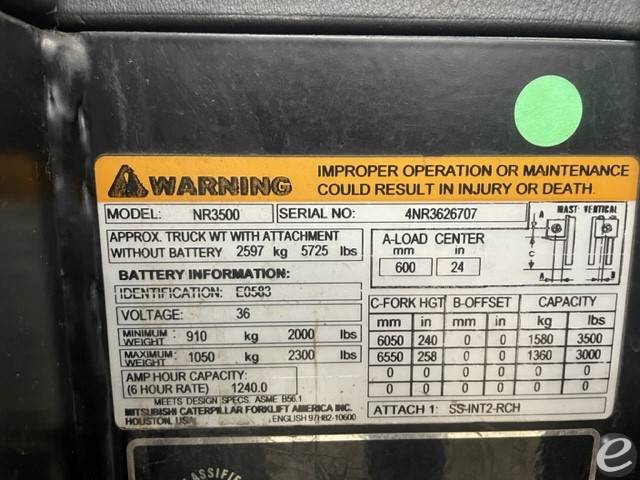 WARNING
IMPROPER OPERATION OR MAINTENANCE
COULD RESULT IN INJURY OR DEATH.
MODEL: NR3500 SERIAL NO: 4NR3626707
APPROX. TRUCK WT WITH ATTACHMENT
WITHOUT BATTERY 2597 kg 5725 lbs
BATTERY INFORMATION:
IDENTIFICATION: E0583
VOLTAGE: 36
MINIMUM WEIGHT: 910 kg 2000 lbs
MAXIMUM WEIGHT: 1050 kg 2300 lbs
AMP HOUR CAPACITY:
(6 HOUR RATE) 1240.0
MEETS DESIGN SPECS. ASME B56.1
MITSUBISHI CATERPILLAR FORKLIFT AMERICA INC.
HOUSTON, USA ENGLISH 97H82-10600
A-LOAD CENTER
mm in
600 24
MAST VERTICAL
A
C
A B
C-FORK HGT B-OFFSET CAPACITY
mm in mm in kg lbs
6050 240 0 0 1580 3500
6550 258 0 0 1360 3000
0 0 0 0 0 0
0 0 0 0 0 0
ATTACH 1: SS-INT2-RCH
CLASSIFIED
e